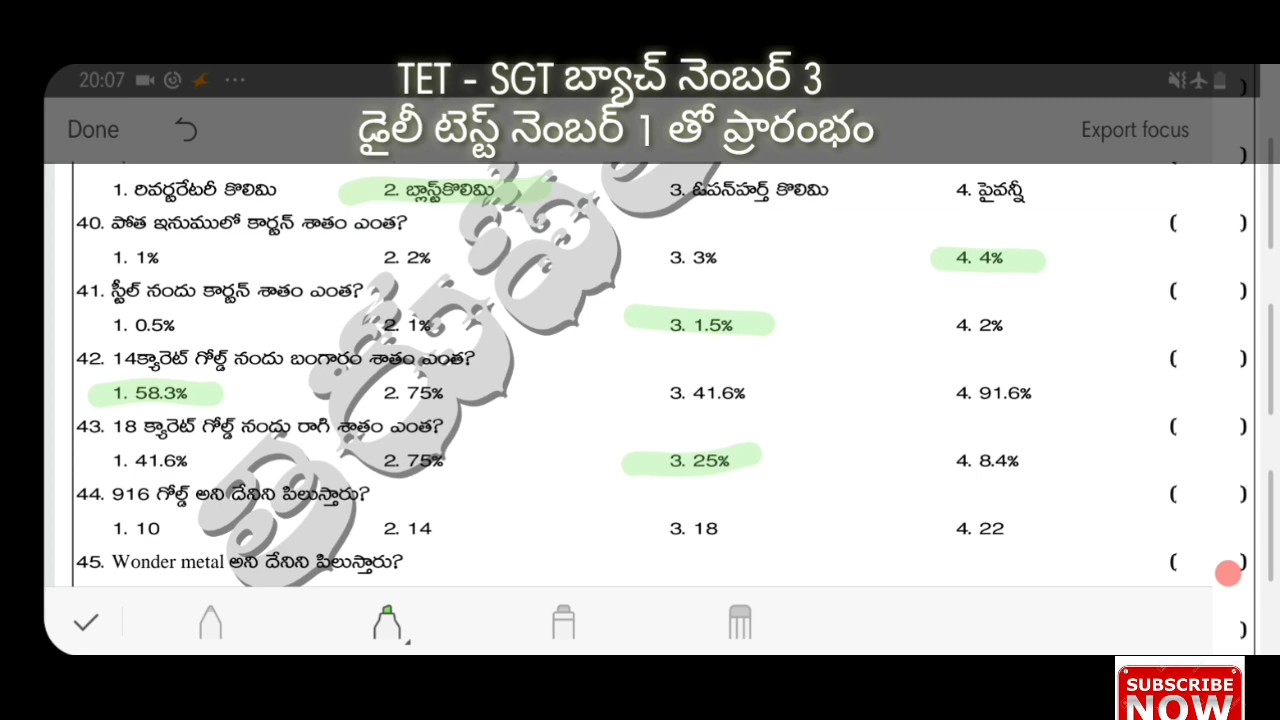 TET - SGT బ్యాచ్ నెంబర్ 3
డైలీ టెస్ట్ నెంబర్ 1 తో ప్రారంభం
20:07
Done
Export focus
)
)
1. రివర్బరేటరీ కొలిమి 2. బ్లాస్ట్‌కొలిమి 3. ఓపన్‌హర్త్ కొలిమి 4. పైవన్నీ
40. పోత ఇనుములో కార్బన్ శాతం ఎంత? ( )
1. 1% 2. 2% 3. 3% 4. 4%
41. స్టీల్ నందు కార్బన్ శాతం ఎంత? ( )
1. 0.5% 2. 1% 3. 1.5% 4. 2%
42. 14క్యారెట్ గోల్డ్ నందు బంగారం శాతం ఎంత? ( )
1. 58.3% 2. 75% 3. 41.6% 4. 91.6%
43. 18 క్యారెట్ గోల్డ్ నందు రాగి శాతం ఎంత? ( )
1. 41.6% 2. 75% 3. 25% 4. 8.4%
44. 916 గోల్డ్ అని దేనిని పిలుస్తారు? ( )
1. 10 2. 14 3. 18 4. 22
45. Wonder metal అని దేనిని పిలుస్తారు? ( )
)
SUBSCRIBE
NOW